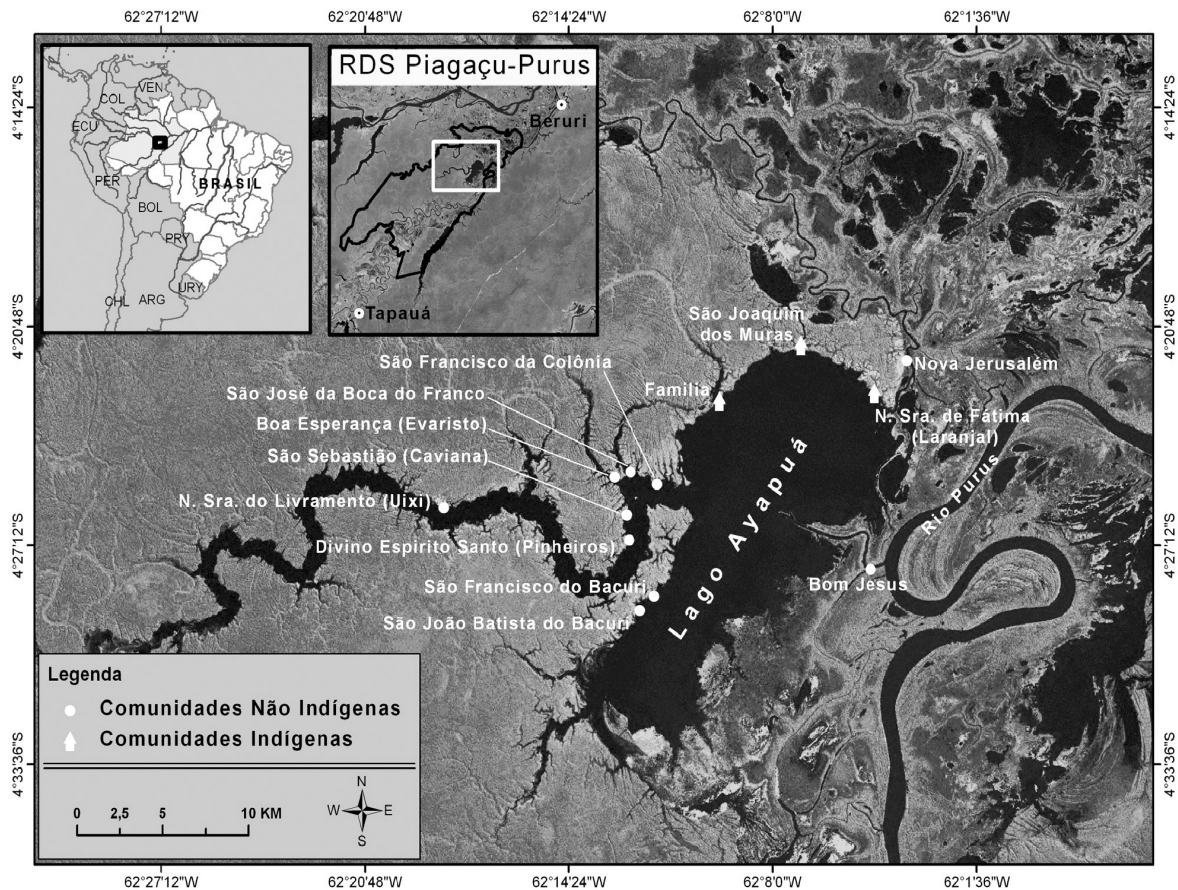 62°27'12"W
62°20'48"W
62°14'24"W
62°8'0"W
62°1'36"W
4°14'24"S
4°20'48"S
4°27'12"S
4°33'36"S
4°14'24"S
4°20'48"S
4°27'12"S
4°33'36"S
VEN
COL
ECU
PER
BRASIL
BOL
PRY
CHL
ARG
URY
RDS Piagaçu-Purus
Beruri
Tapauá
São Joaquim
dos Muras
São Francisco da Colônia
Nova Jerusalém
São José da Boca do Franco
Família
N. Sra. de Fátima
(Laranjal)
Boa Esperança (Evaristo)
São Sebastião (Caviana)
N. Sra. do Livramento (Uixi)
Lago Ayapuá
Rio Purus
Divino Espirito Santo (Pinheiros)
São Francisco do Bacuri
Bom Jesus
São João Batista do Bacuri
Legenda
Comunidades Não Indígenas
Comunidades Indígenas
0 2,5 5 10 KM
N
W E
S
62°27'12"W
62°20'48"W
62°14'24"W
62°8'0"W
62°1'36"W